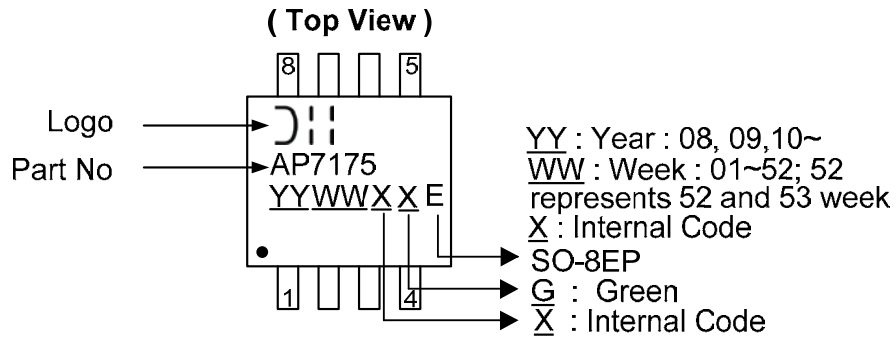 ( Top View )
8 5
Logo
Part No
AP7175
YYWWX X E
1 4
YY : Year : 08, 09,10~
WW : Week : 01~52; 52
represents 52 and 53 week
X : Internal Code
SO-8EP
G : Green
X : Internal Code